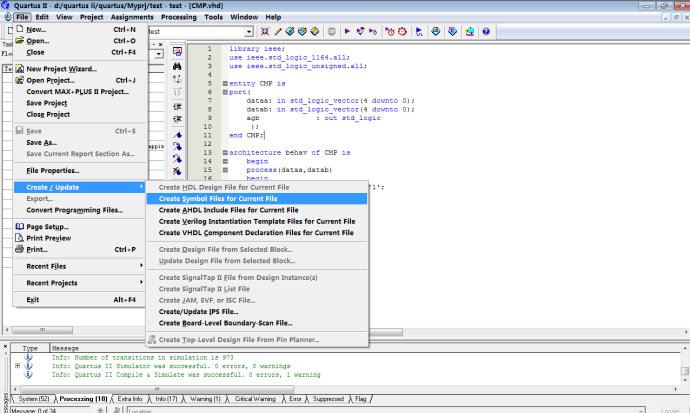 Quartus II - d:/quartus ii/quartus/Myprj/test - test - [CMP.vhd]
File Edit View Project Assignments Processing Tools Window Help
New... Ctrl+N
Open... Ctrl+O
Close Ctrl+F4
New Project Wizard...
Open Project... Ctrl+J
Convert MAX+PLUS II Project...
Save Project
Close Project
Save Ctrl+S
Save As...
Save Current Report Section As...
File Properties...
Create / Update
Export...
Convert Programming Files...
Page Setup...
Print Preview
Print... Ctrl+P
Recent Files
Recent Projects
Exit Alt+F4
Create HDL Design File for Current File
Create Symbol Files for Current File
Create AHDL Include Files for Current File
Create Verilog Instantiation Template Files for Current File
Create VHDL Component Declaration Files for Current File
Create Design File from Selected Block...
Update Design File from Selected Block...
Create SignalTap II File from Design Instance(s)
Create SignalTap II List File
Create JAM, SVF, or ISC File...
Create/Update IPS File...
Create Board-Level Boundary-Scan File...
Create Top-Level Design File From Pin Planner...
test
1 library ieee;
2 use ieee.std_logic_1164.all;
3 use ieee.std_logic_unsigned.all;
4
5 entity CMP is
6 port(
7 dataa: in std_logic_vector(4 downto 0);
8 datab: in std_logic_vector(4 downto 0);
9 agb : out std_logic
10 );
11 end CMP;
12
13 architecture behav of CMP is
14 begin
15 process(dataa,datab)
16 begin
'1';
Type Message
Info: Number of transitions in simulation is 973
Info: Quartus II Simulator was successful. 0 errors, 0 warnings
Info: Quartus II Compile & Simulate was successful. 0 errors, 1 warning
System (52) Processing (18) Extra Info Info (17) Warning (1) Critical Warning Error Suppressed Flag
Message: 0 of 34 Location: Locate